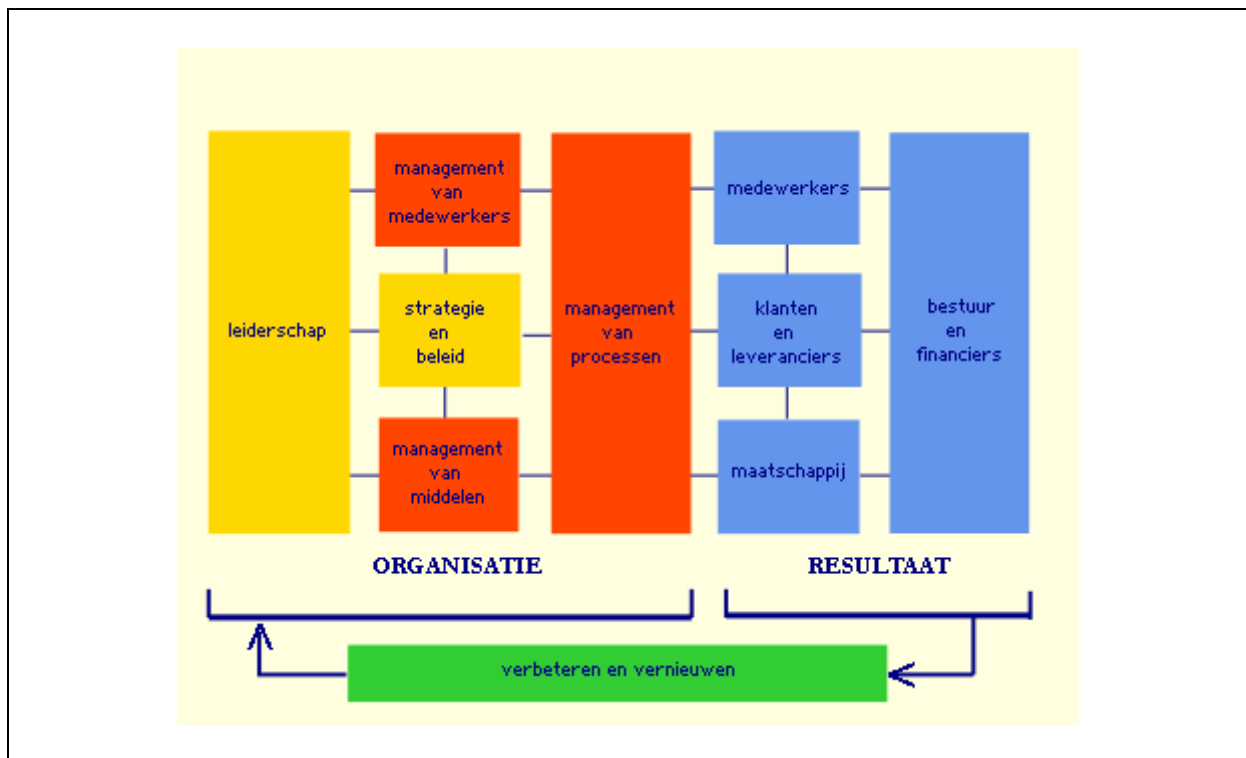 leiderschap
management
van
medewerkers
strategie
en
beleid
management
van
middelen
management
van
processen
medewerkers
klanten
en
leveranciers
maatschappij
bestuur
en
financiers
ORGANISATIE
RESULTAAT
verbeteren en vernieuwen